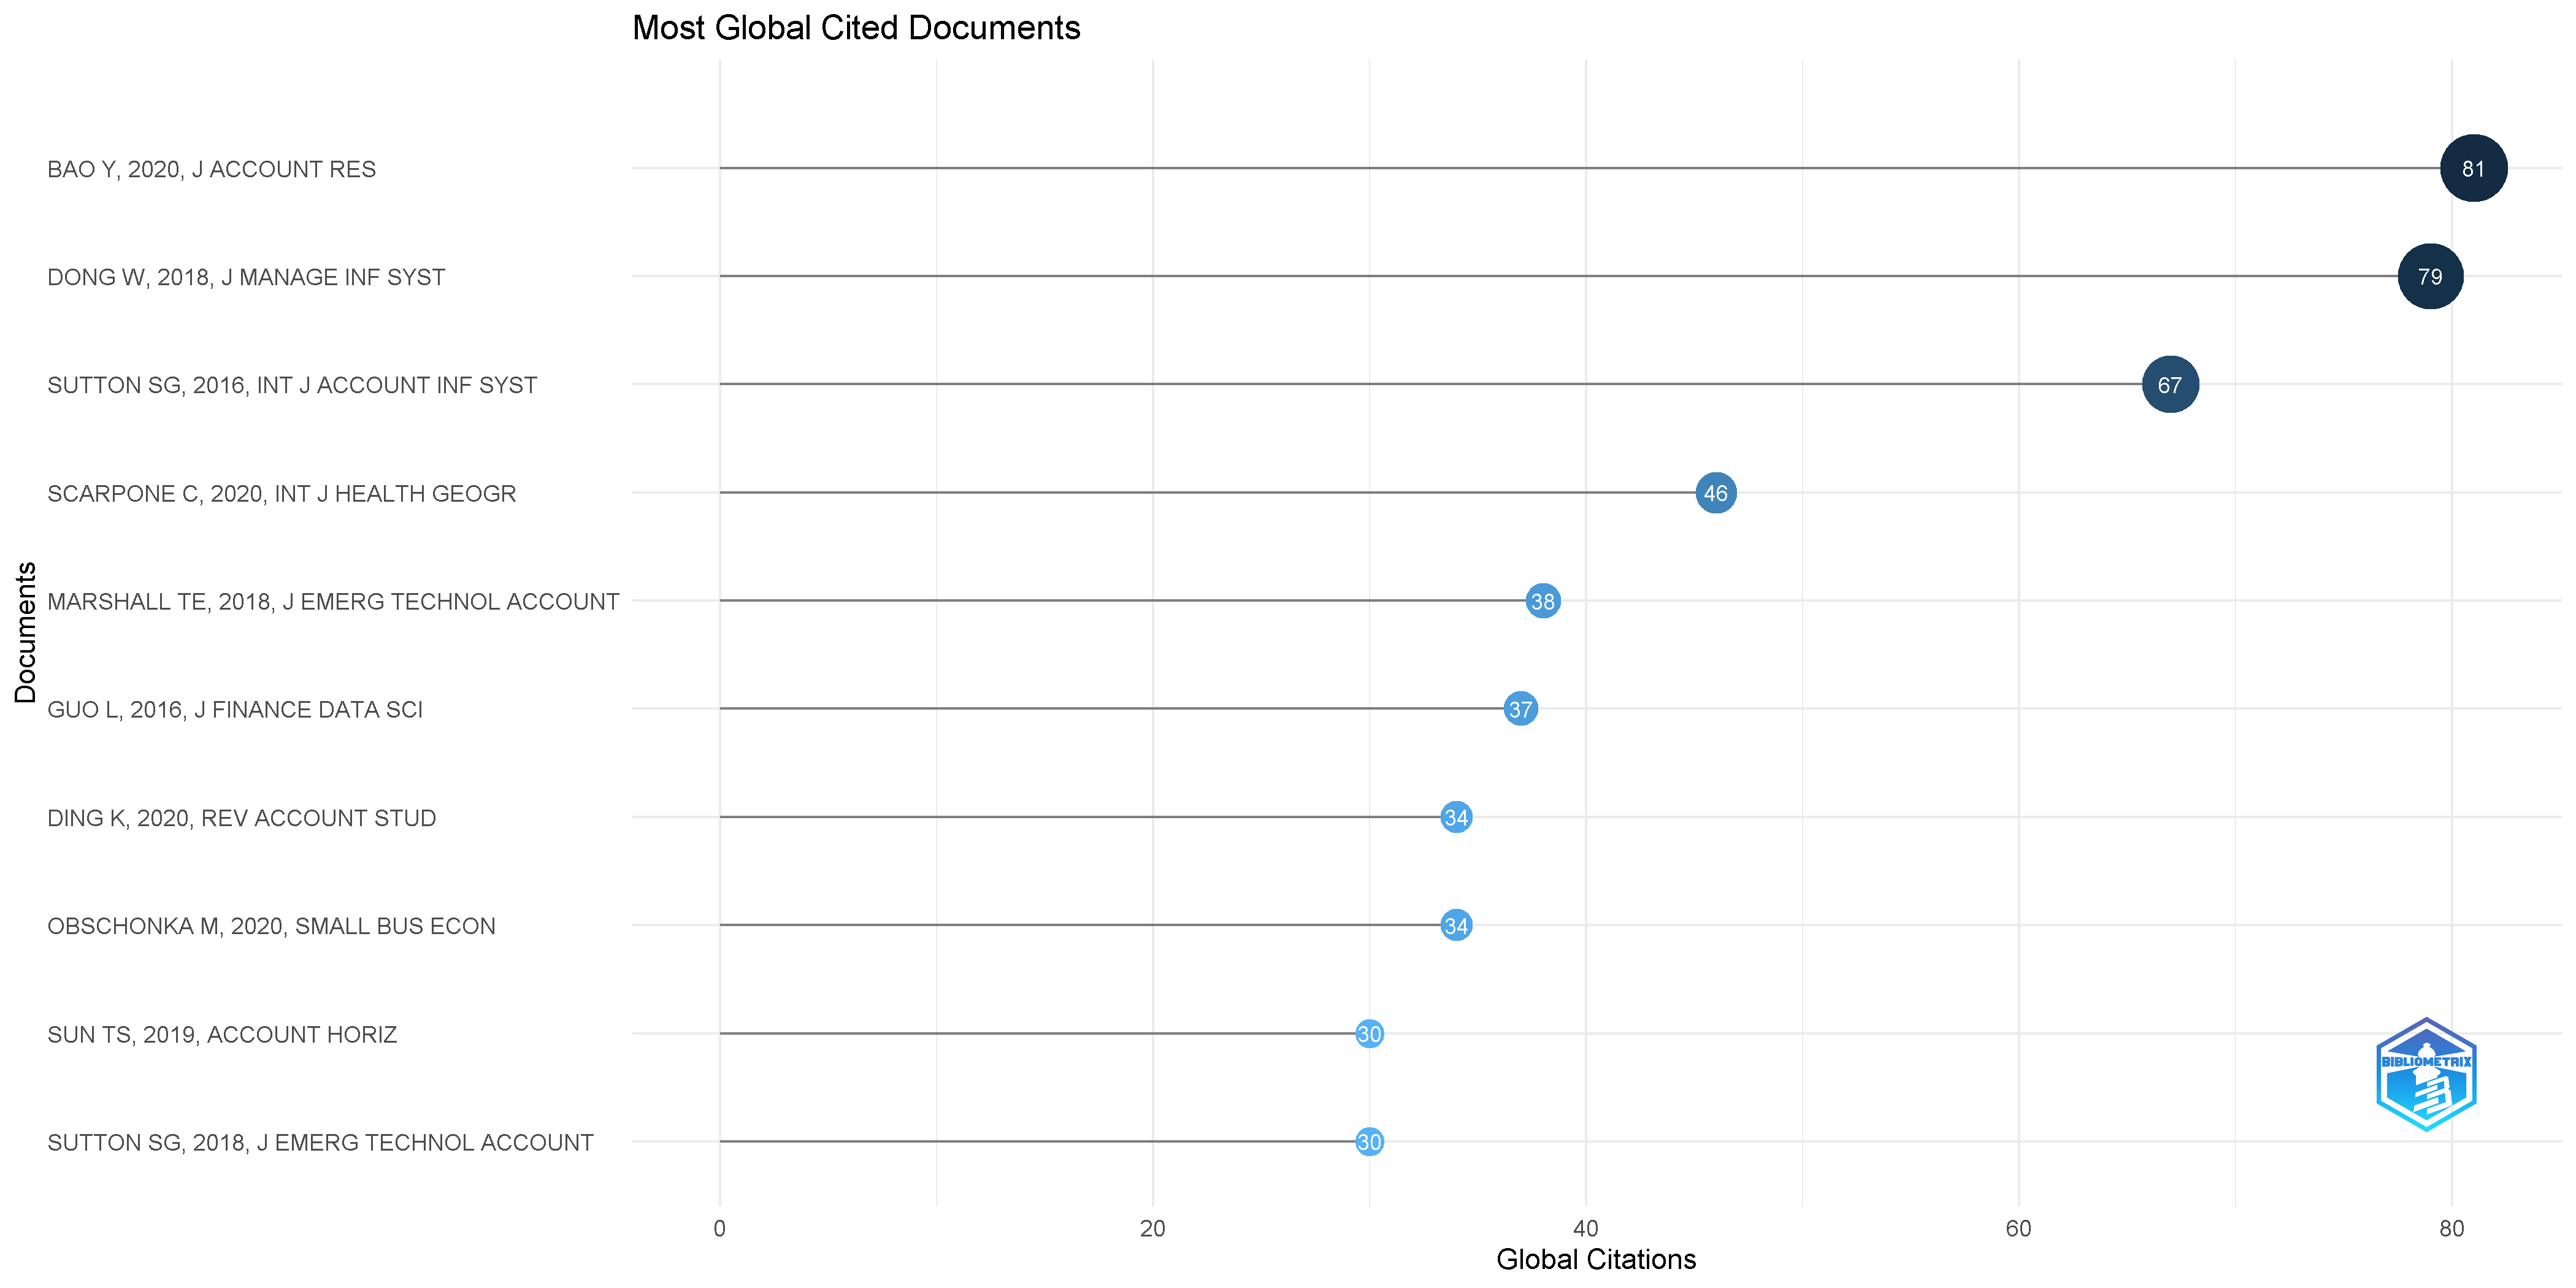 Most Global Cited Documents
BAO Y, 2020, J ACCOUNT RES
81
DONG W, 2018, J MANAGE INF SYST
79
SUTTON SG, 2016, INT J ACCOUNT INF SYST
67
SCARPONE C, 2020, INT J HEALTH GEOGR
46
MARSHALL TE, 2018, J EMERG TECHNOL ACCOUNT
38
GUO L, 2016, J FINANCE DATA SCI
37
DING K, 2020, REV ACCOUNT STUD
34
OBSCHONKA M, 2020, SMALL BUS ECON
34
SUN TS, 2019, ACCOUNT HORIZ
30
SUTTON SG, 2018, J EMERG TECHNOL ACCOUNT
30
Documents
BIBLIOMETRIX
0 20 40 60 80
Global Citations